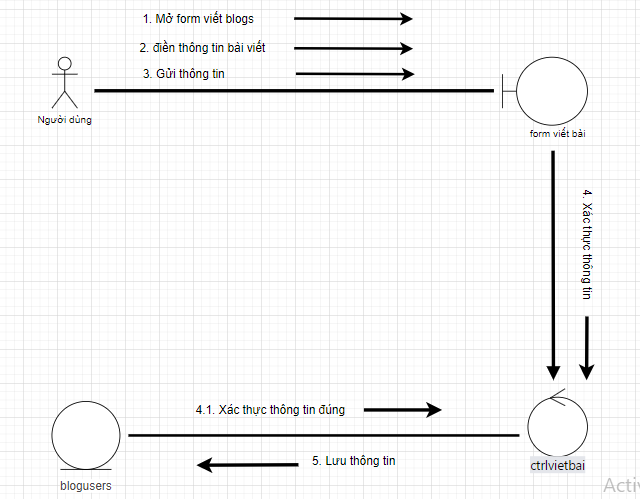 1. Mở form viết blogs
2. điền thông tin bài viết
3. Gửi thông tin
Người dùng
form viết bài
4. Xác thực thông tin
4.1. Xác thực thông tin đúng
5. Lưu thông tin
blogusers
ctrlvietbai
Activ